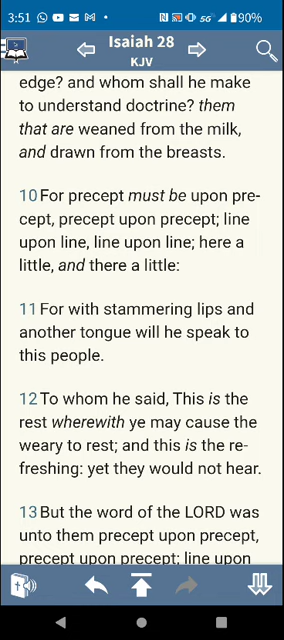 3:51 5G 90%
Isaiah 28
KJV
edge? and whom shall he make
to understand doctrine? them
that are weaned from the milk,
and drawn from the breasts.
10 For precept must be upon pre-
cept, precept upon precept; line
upon line, line upon line; here a
little, and there a little:
11 For with stammering lips and
another tongue will he speak to
this people.
12 To whom he said, This is the
rest wherewith ye may cause the
weary to rest; and this is the re-
freshing: yet they would not hear.
13 But the word of the LORD was
unto them precept upon precept,
precept upon precept; line upon